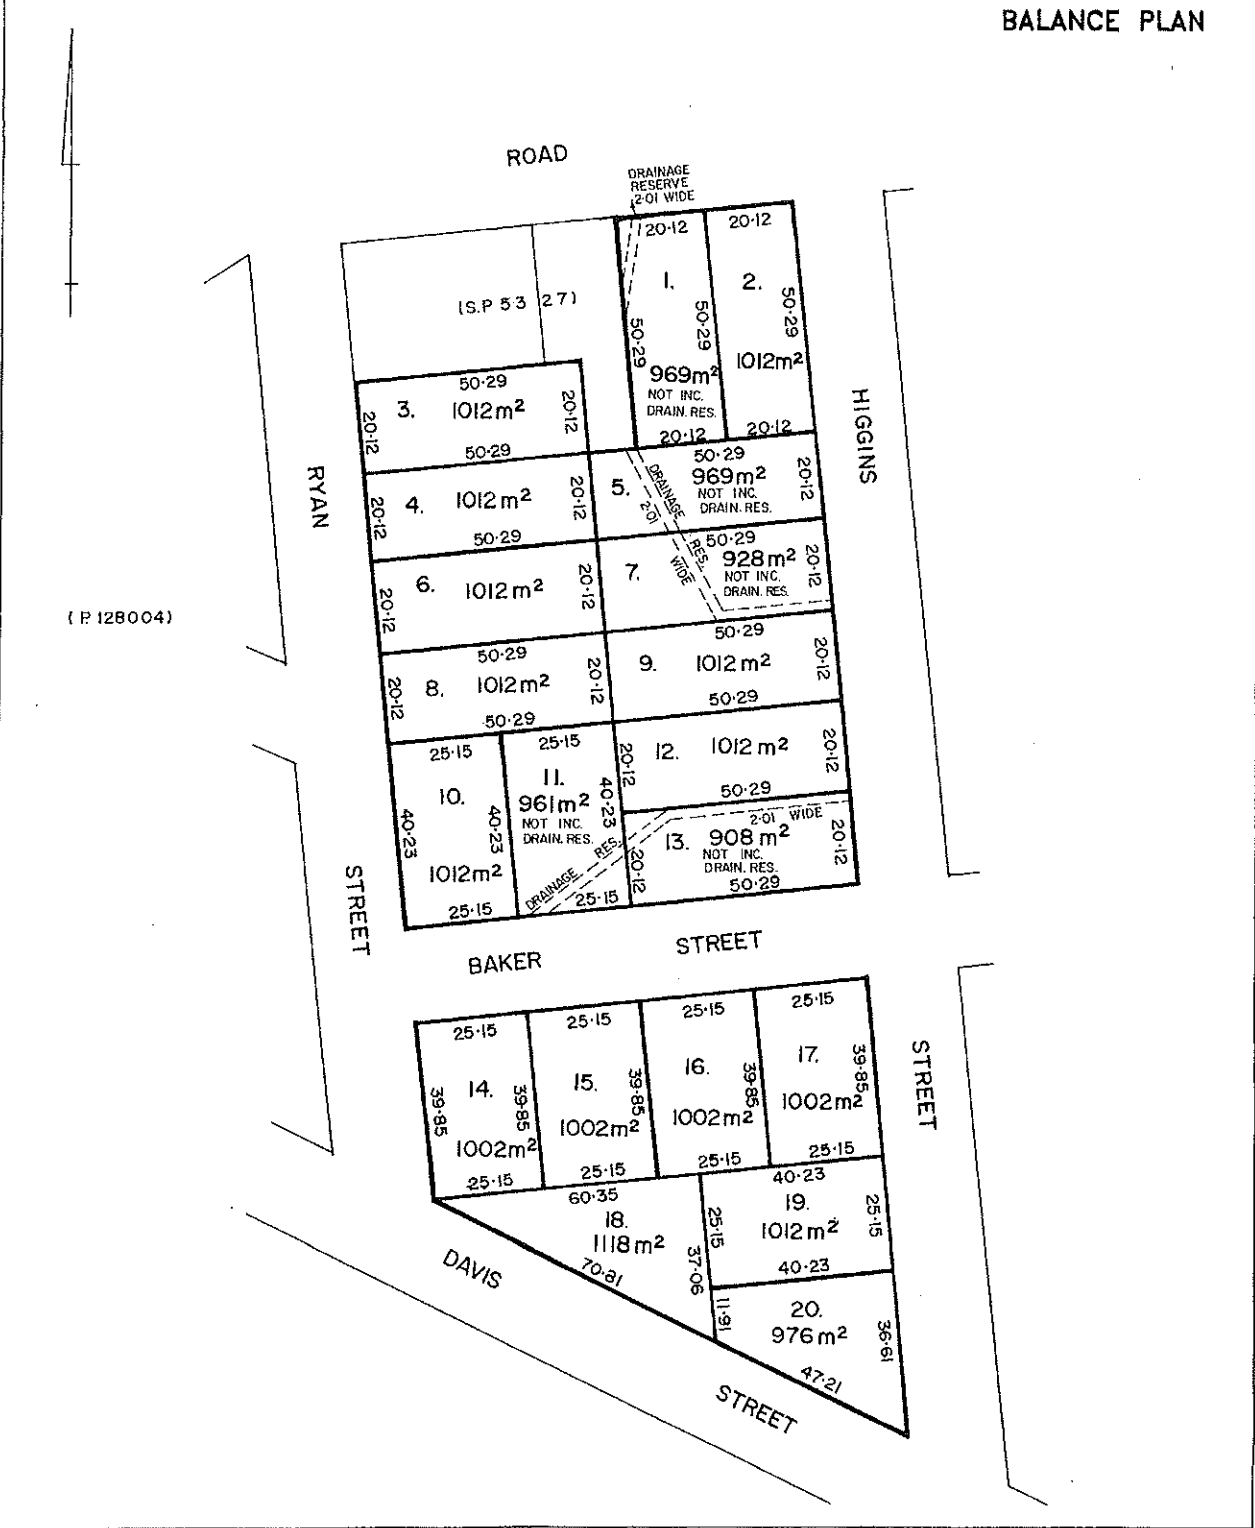 BALANCE PLAN
ROAD
DRAINAGE
RESERVE
2·01 WIDE
20·12
20·12
1.
2.
(S.P 53 27)
50·29
50·29
50·29
969m²
NOT INC.
DRAIN. RES.
1012m²
20·12
20·12
50·29
3.
1012m²
20·12
20·12
50·29
HIGGINS
RYAN
4.
1012m²
20·12
20·12
50·29
5.
50·29
969m²
NOT INC.
DRAIN. RES.
20·12
DRAINAGE RES.
2·01 WIDE
6.
1012m²
20·12
20·12
50·29
7.
50·29
928m²
NOT INC.
DRAIN. RES.
20·12
(P.128004)
8.
1012m²
20·12
20·12
50·29
9.
50·29
1012m²
20·12
50·29
25·15
10.
40·23
40·23
1012m²
25·15
25·15
11.
961m²
NOT INC.
DRAIN. RES.
40·23
25·15
DRAINAGE RES.
12.
1012m²
20·12
20·12
50·29
2·01 WIDE
13.
908m²
NOT INC.
DRAIN. RES.
20·12
20·12
50·29
STREET
BAKER STREET
25·15
25·15
25·15
25·15
14.
15.
16.
17.
39·85
39·85
39·85
39·85
39·85
1002m²
1002m²
1002m²
1002m²
25·15
25·15
25·15
25·15
STREET
60·35
18.
1118m²
70·81
37·06
40·23
19.
1012m²
25·15
25·15
40·23
20.
976m²
11·91
36·61
47·21
DAVIS
STREET